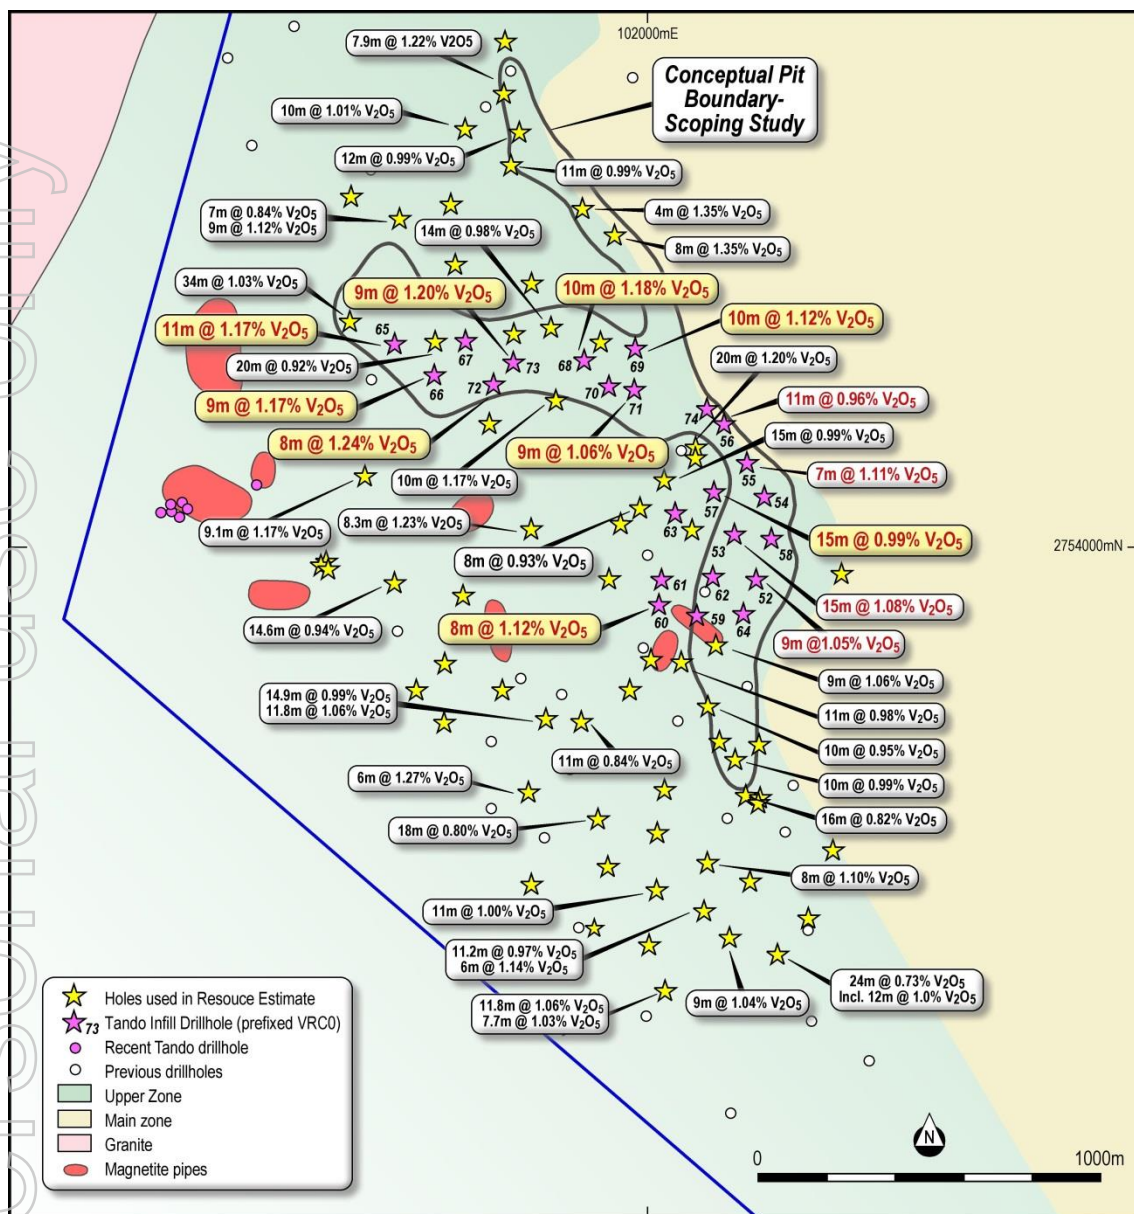 102000mE
7.9m @ 1.22% V2O5
Conceptual Pit
Boundary-
Scoping Study
10m @ 1.01% V₂O₅
12m @ 0.99% V₂O₅
11m @ 0.99% V₂O₅
7m @ 0.84% V₂O₅
9m @ 1.12% V₂O₅
4m @ 1.35% V₂O₅
14m @ 0.98% V₂O₅
8m @ 1.35% V₂O₅
34m @ 1.03% V₂O₅
9m @ 1.20% V₂O₅
10m @ 1.18% V₂O₅
11m @ 1.17% V₂O₅
10m @ 1.12% V₂O₅
65
67
73
68
69
20m @ 0.92% V₂O₅
20m @ 1.20% V₂O₅
66
72
70
71
9m @ 1.17% V₂O₅
74
56
11m @ 0.96% V₂O₅
8m @ 1.24% V₂O₅
9m @ 1.06% V₂O₅
15m @ 0.99% V₂O₅
55
7m @ 1.11% V₂O₅
10m @ 1.17% V₂O₅
57
54
9.1m @ 1.17% V₂O₅
8.3m @ 1.23% V₂O₅
63
53
58
15m @ 0.99% V₂O₅
2754000mN
8m @ 0.93% V₂O₅
61
62
52
15m @ 1.08% V₂O₅
14.6m @ 0.94% V₂O₅
8m @ 1.12% V₂O₅
60
59
64
9m @1.05% V₂O₅
9m @ 1.06% V₂O₅
14.9m @ 0.99% V₂O₅
11.8m @ 1.06% V₂O₅
11m @ 0.98% V₂O₅
10m @ 0.95% V₂O₅
11m @ 0.84% V₂O₅
6m @ 1.27% V₂O₅
10m @ 0.99% V₂O₅
16m @ 0.82% V₂O₅
18m @ 0.80% V₂O₅
8m @ 1.10% V₂O₅
11m @ 1.00% V₂O₅
11.2m @ 0.97% V₂O₅
6m @ 1.14% V₂O₅
24m @ 0.73% V₂O₅
Incl. 12m @ 1.0% V₂O₅
11.8m @ 1.06% V₂O₅
7.7m @ 1.03% V₂O₅
9m @ 1.04% V₂O₅
Holes used in Resouce Estimate
73
Tando Infill Drillhole (prefixed VRC0)
Recent Tando drillhole
Previous drillholes
Upper Zone
Main zone
Granite
Magnetite pipes
N
0
1000m